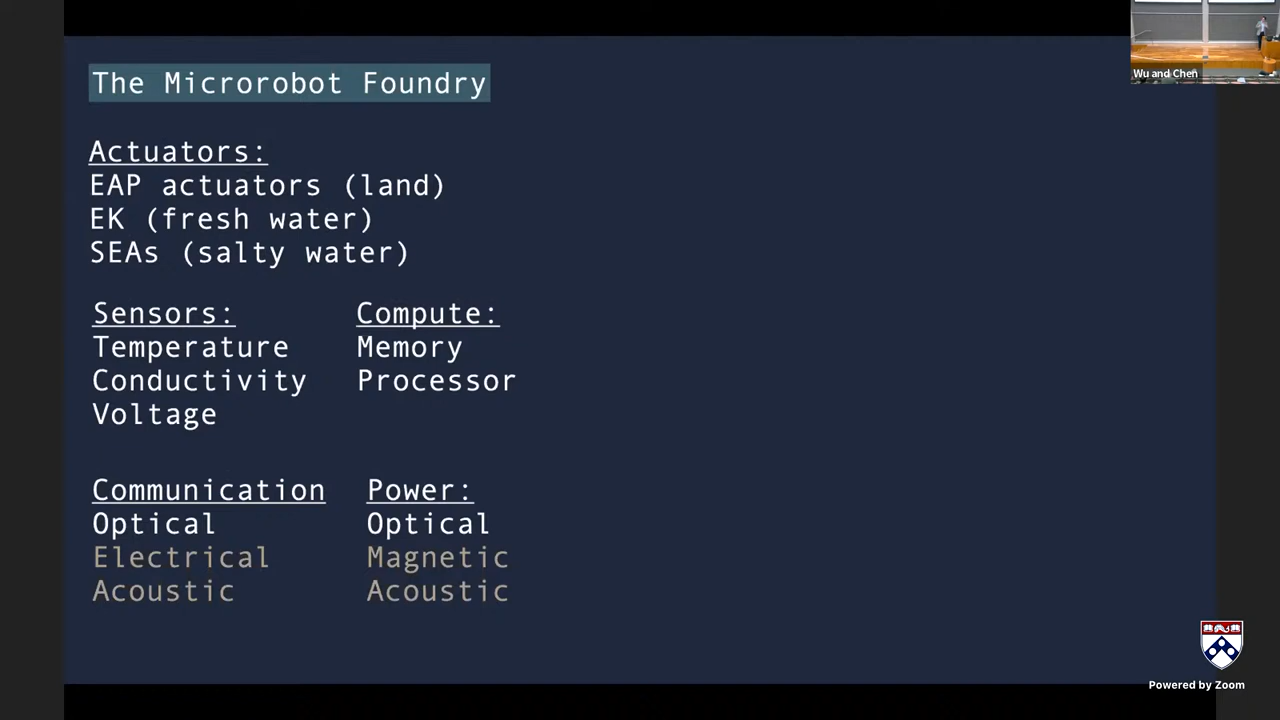 The Microrobot Foundry
Actuators:
EAP actuators (land)
EK (fresh water)
SEAs (salty water)
Sensors:
Temperature
Conductivity
Voltage
Compute:
Memory
Processor
Communication
Optical
Electrical
Acoustic
Power:
Optical
Magnetic
Acoustic
Wu and Chen
Powered by Zoom